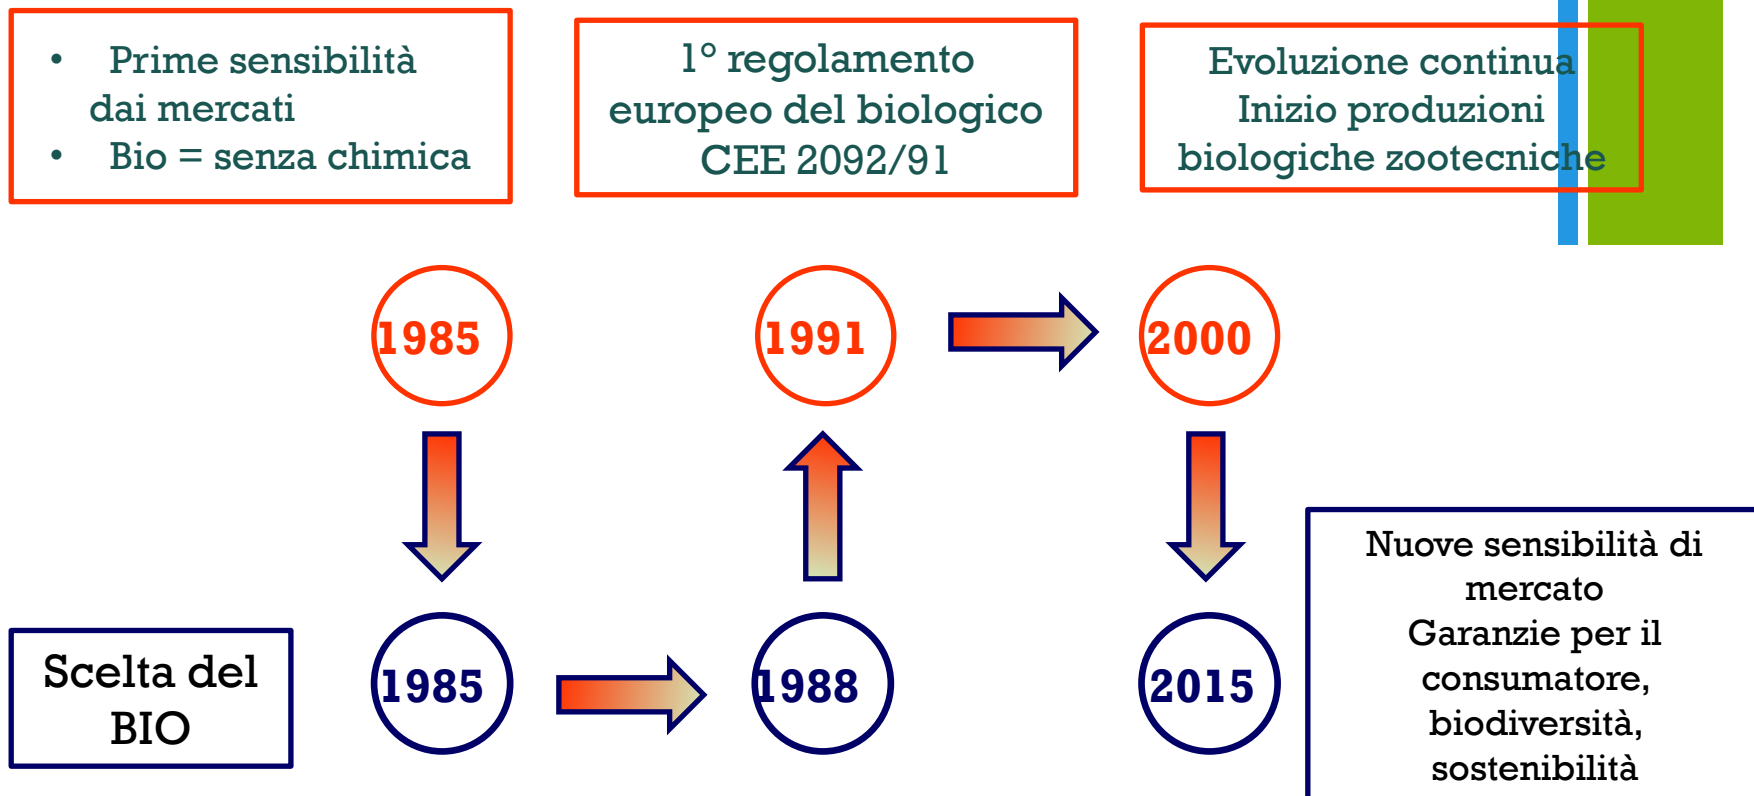 • Prime sensibilità
dai mercati
• Bio = senza chimica
1° regolamento
europeo del biologico
CEE 2092/91
Evoluzione continua
Inizio produzioni
biologiche zootecniche
1985
1991
2000
Scelta del
BIO
1985
1988
2015
Nuove sensibilità di
mercato
Garanzie per il
consumatore,
biodiversità,
sostenibilità